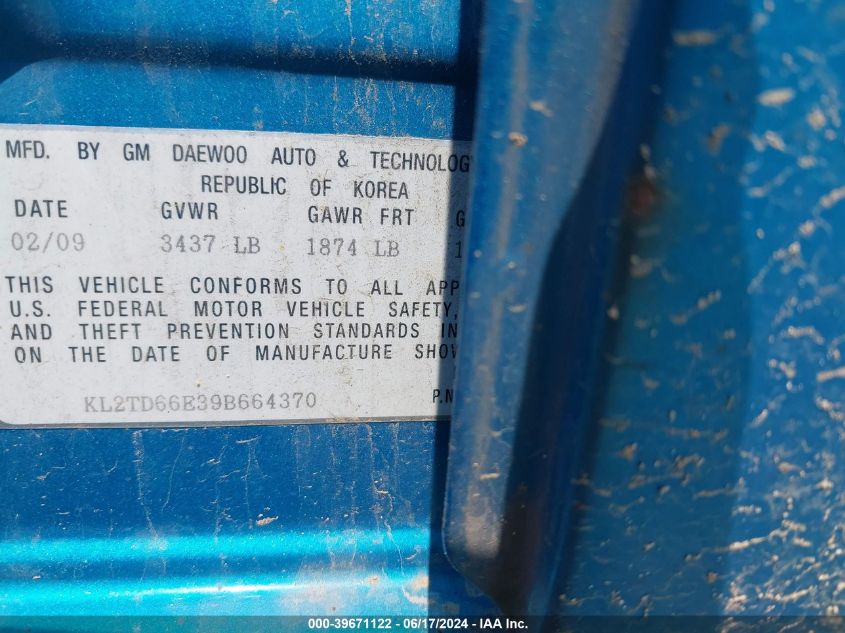 MFD. BY GM DAEWOO AUTO & TECHNOLOG
REPUBLIC OF KOREA
DATE GVWR GAWR FRT G
02/09 3437 LB 1874 LB 1
THIS VEHICLE CONFORMS TO ALL APP
U.S. FEDERAL MOTOR VEHICLE SAFETY,
AND THEFT PREVENTION STANDARDS IN
ON THE DATE OF MANUFACTURE SHOW
KL2TD66E39B664370 P.N
000-39671122 - 06/17/2024 - IAA Inc.